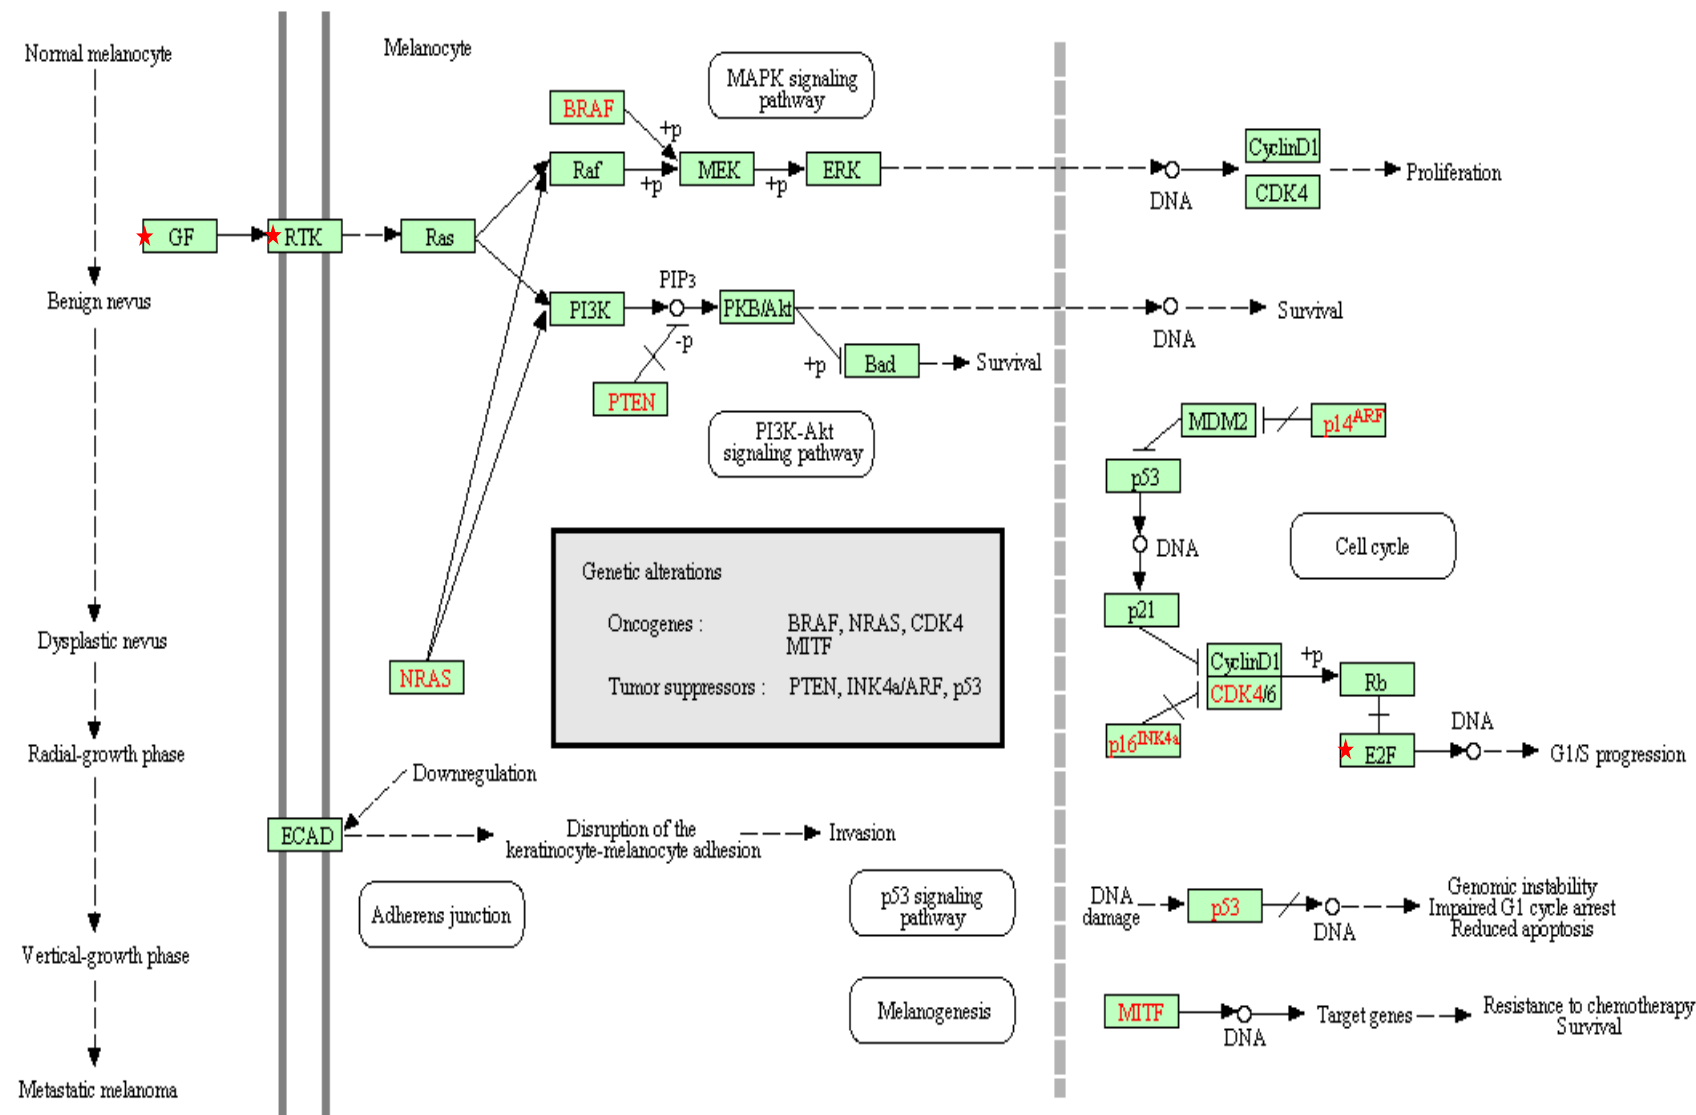 Normal melanocyte
Benign nevus
Dysplastic nevus
Radial-growth phase
Vertical-growth phase
Metastatic melanoma
Melanocyte
MAPK signaling
pathway
BRAF
+p
Raf
+p
MEK
+p
ERK
DNA
CyclinD1
CDK4
Proliferation
GF
RTK
Ras
PI3K
PIP3
-p
PTEN
PKB/Akt
DNA
Survival
+p
Bad
Survival
PI3K-Akt
signaling pathway
MDM2
p14ARF
p53
DNA
p21
Cell cycle
CyclinD1
CDK4/6
+p
Rb
p16INK4a
E2F
DNA
G1/S progression
Genetic alterations
Oncogenes : BRAF, NRAS, CDK4
MITF
Tumor suppressors : PTEN, INK4a/ARF, p53
NRAS
Downregulation
ECAD
Disruption of the
keratinocyte-melanocyte adhesion
Invasion
Adherens junction
p53 signaling
pathway
DNA
damage
p53
DNA
Genomic instability
Impaired G1 cycle arrest
Reduced apoptosis
Melanogenesis
MITF
DNA
Target genes
Resistance to chemotherapy
Survival